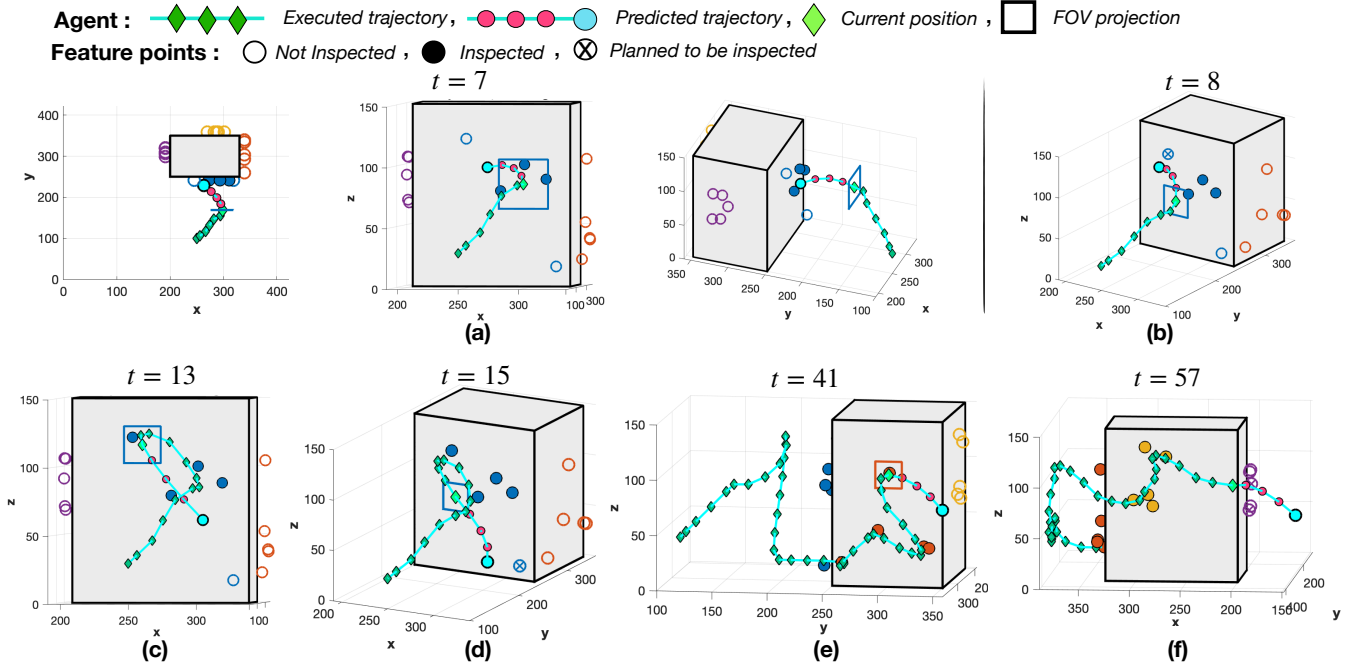 Agent : Executed trajectory , Predicted trajectory , Current position , FOV projection
Feature points : Not Inspected , Inspected , Planned to be inspected
t = 7
t = 8
400
300
200
100
0
y
0 100 200 300 400
x
150
100
50
0
z
200 250 300 100 300
x
(a)
150
100
50
0
z
350 300 250 200 150 100
y
200
250
300
x
150
100
50
0
z
200
250
300
x
100
200
300
y
(b)
t = 13
t = 15
t = 41
t = 57
150
100
50
0
z
200 250 300 100
x
(c)
150
100
50
0
z
200
250
300
x
100
200
300
y
(d)
150
100
50
0
z
100 150 200 250 300 350
y
20
300
x
(e)
150
100
50
0
z
350 300 250 200 150
x
400
200
y
(f)